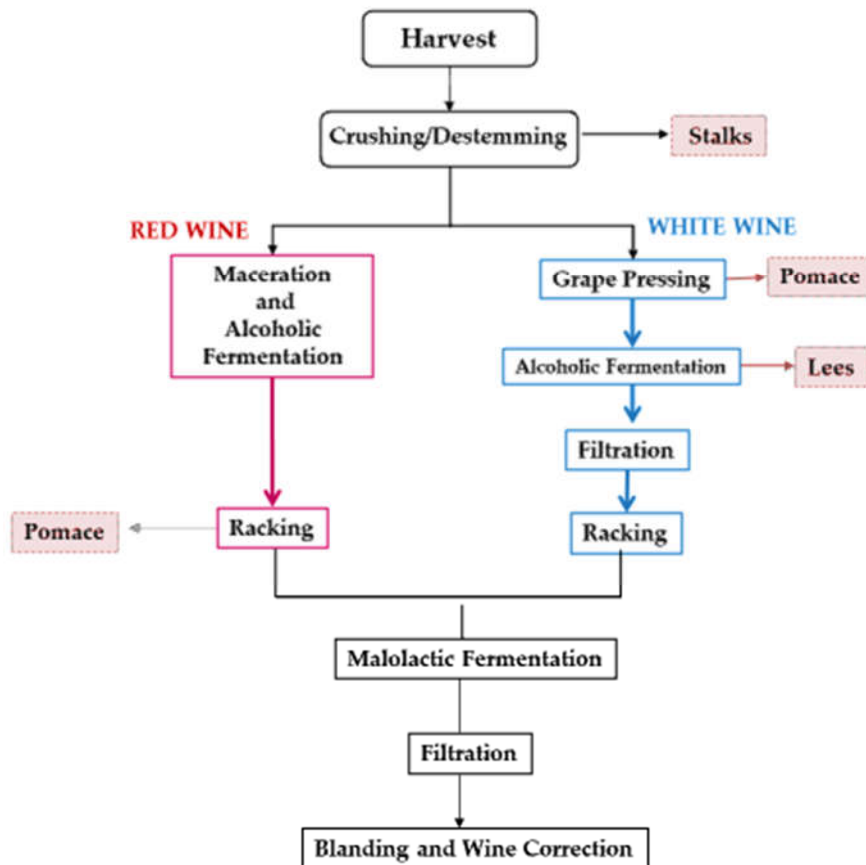 Harvest
Crushing/Destemming
Stalks
RED WINE
WHITE WINE
Maceration
and
Alcoholic
Fermentation
Grape Pressing
Pomace
Alcoholic Fermentation
Lees
Filtration
Pomace
Racking
Racking
Malolactic Fermentation
Filtration
Blanding and Wine Correction